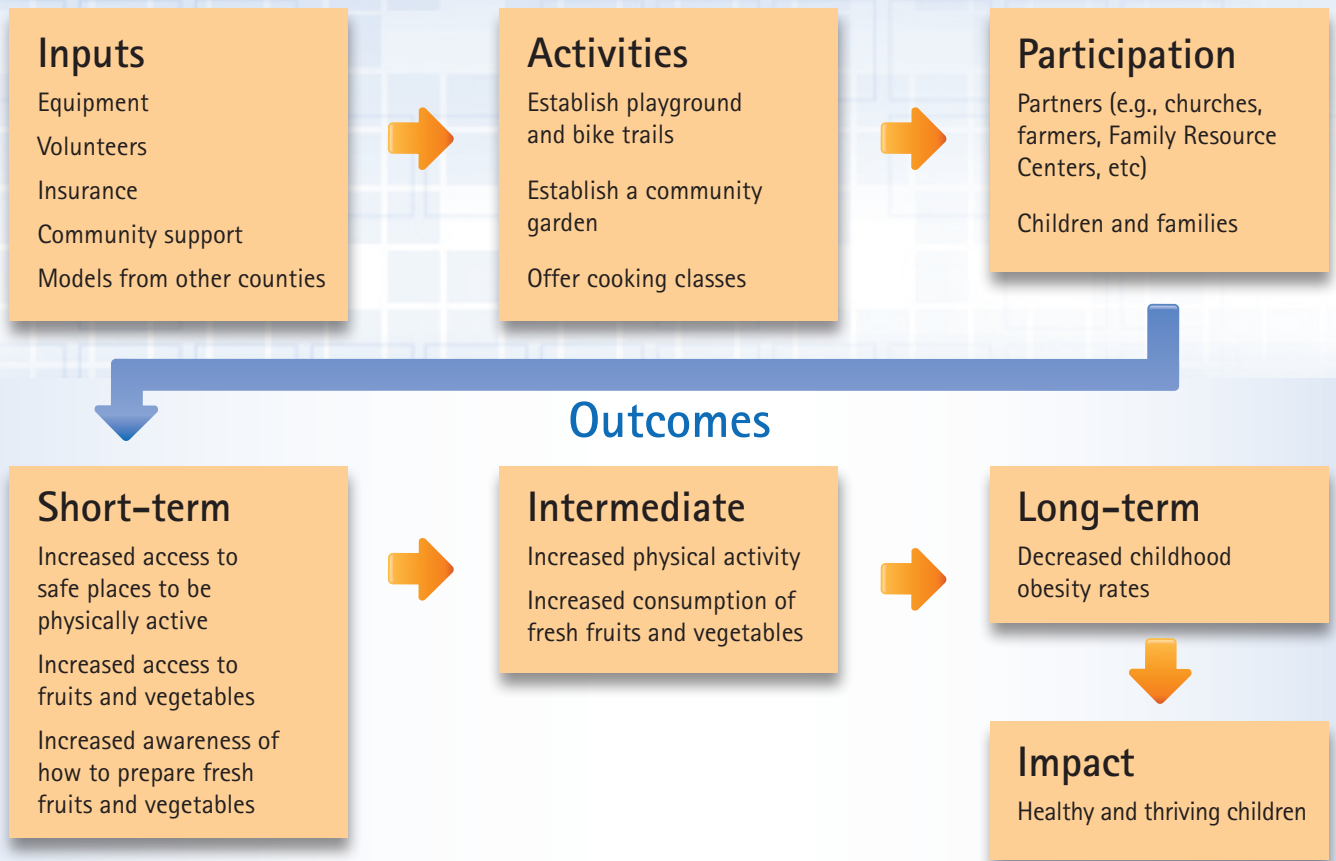 Inputs
Equipment
Volunteers
Insurance
Community support
Models from other counties
Activities
Establish playground
and bike trails
Establish a community
garden
Offer cooking classes
Participation
Partners (e.g., churches,
farmers, Family Resource
Centers, etc)
Children and families
Outcomes
Short-term
Increased access to
safe places to be
physically active
Increased access to
fruits and vegetables
Increased awareness of
how to prepare fresh
fruits and vegetables
Intermediate
Increased physical activity
Increased consumption of
fresh fruits and vegetables
Long-term
Decreased childhood
obesity rates
Impact
Healthy and thriving children